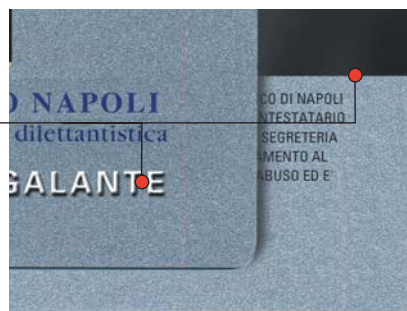 NAPOLI
dilettantistica
GALANTE
CO DI NAPOLI
NTESTATARIO
SEGRETERIA
AMENTO AL
ABUSO ED E'